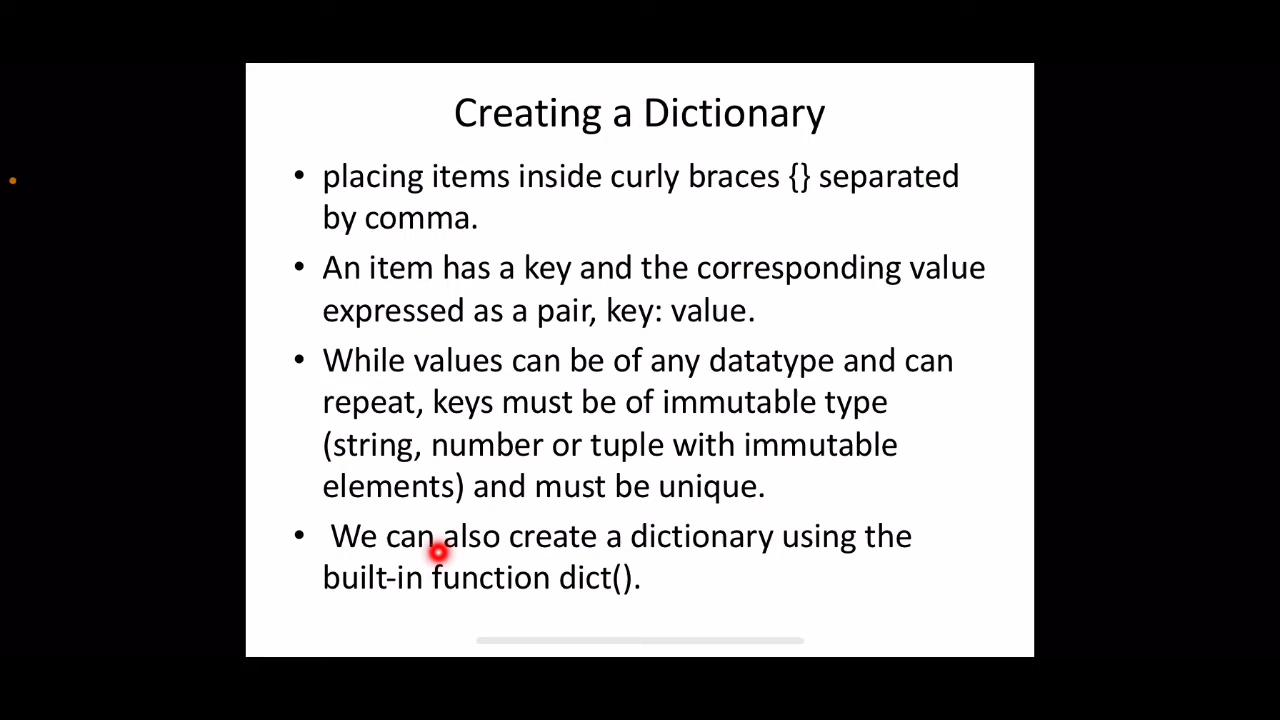 Creating a Dictionary
• placing items inside curly braces {} separated
by comma.
• An item has a key and the corresponding value
expressed as a pair, key: value.
• While values can be of any datatype and can
repeat, keys must be of immutable type
(string, number or tuple with immutable
elements) and must be unique.
• We can also create a dictionary using the
built-in function dict().